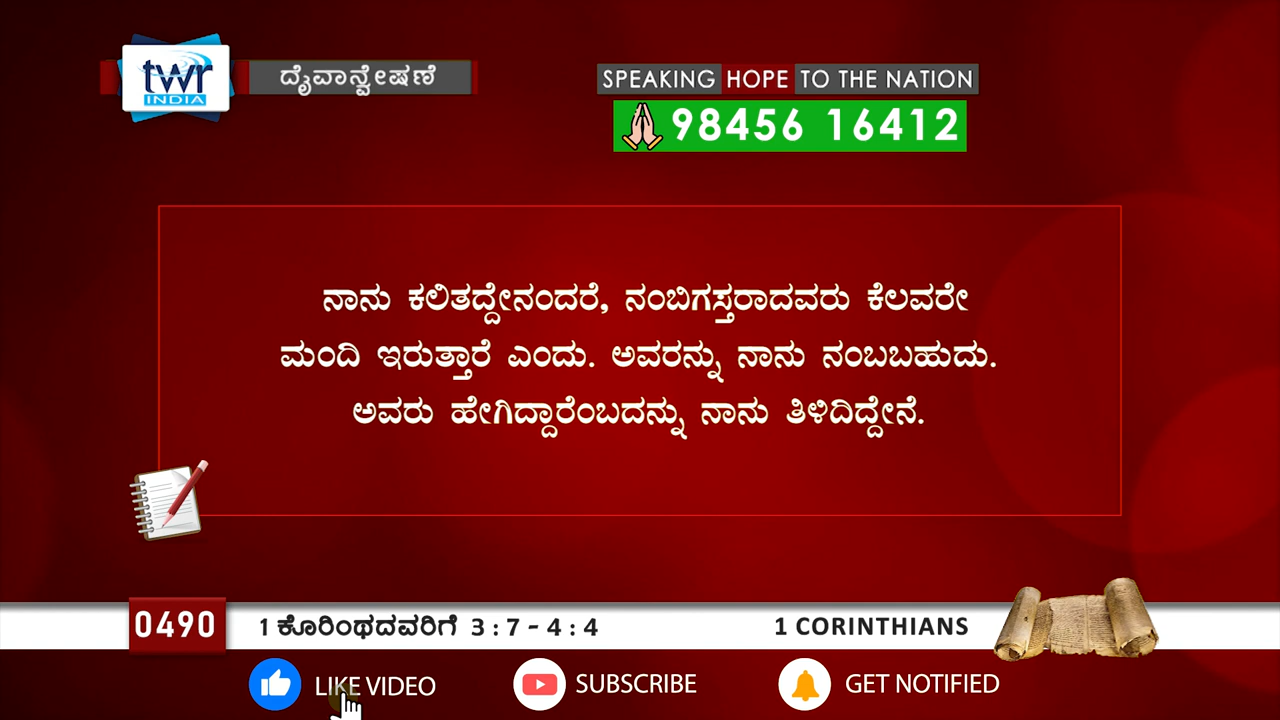 twr
INDIA
ದೈವಾನ್ವೇಷಣೆ
SPEAKING HOPE TO THE NATION
98456 16412
ನಾನು ಕಲಿತದ್ದೇನಂದರೆ, ನಂಬಿಗಸ್ತರಾದವರು ಕೆಲವರೇ
ಮಂದಿ ಇರುತ್ತಾರೆ ಎಂದು. ಅವರನ್ನು ನಾನು ನಂಬಬಹುದು.
ಅವರು ಹೇಗಿದ್ದಾರೆಂಬದನ್ನು ನಾನು ತಿಳಿದಿದ್ದೇನೆ.
0490 1 ಕೊರಿಂಥದವರಿಗೆ 3 : 7 - 4 : 4 1 CORINTHIANS
LIKE VIDEO SUBSCRIBE GET NOTIFIED